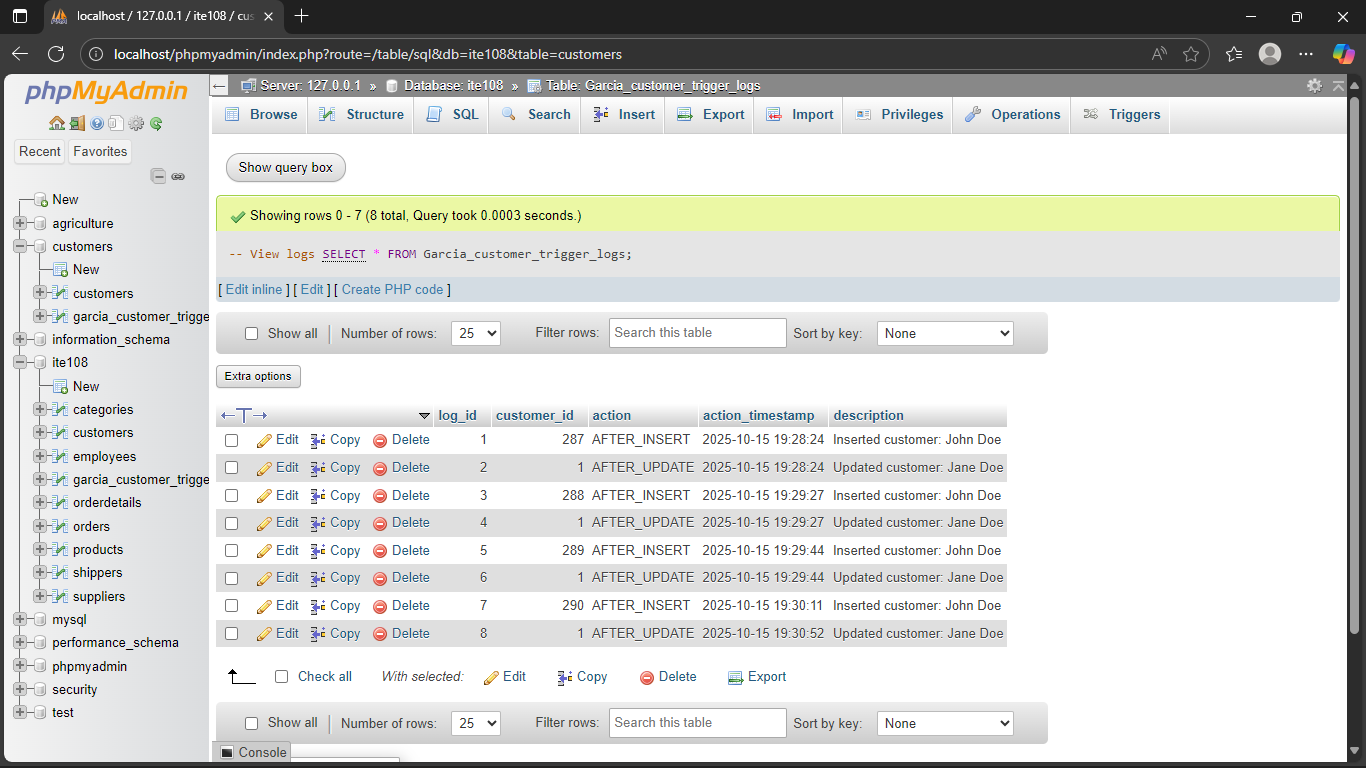 localhost / 127.0.0.1 / ite108 / cus
localhost/phpmyadmin/index.php?route=/table/sql&db=ite108&table=customers
phpMyAdmin
Recent Favorites
New
agriculture
customers
New
customers
garcia_customer_trigge
information_schema
ite108
New
categories
customers
employees
garcia_customer_trigge
orderdetails
orders
products
shippers
suppliers
mysql
performance_schema
phpmyadmin
security
test
Server: 127.0.0.1 » Database: ite108 » Table: Garcia_customer_trigger_logs
Browse Structure SQL Search Insert Export Import Privileges Operations Triggers
Show query box
Showing rows 0 - 7 (8 total, Query took 0.0003 seconds.)
-- View logs SELECT * FROM Garcia_customer_trigger_logs;
[ Edit inline ] [ Edit ] [ Create PHP code ]
Show all Number of rows: 25 Filter rows: Search this table Sort by key: None
Extra options
log_id customer_id action action_timestamp description
Edit Copy Delete 1 287 AFTER_INSERT 2025-10-15 19:28:24 Inserted customer: John Doe
Edit Copy Delete 2 1 AFTER_UPDATE 2025-10-15 19:28:24 Updated customer: Jane Doe
Edit Copy Delete 3 288 AFTER_INSERT 2025-10-15 19:29:27 Inserted customer: John Doe
Edit Copy Delete 4 1 AFTER_UPDATE 2025-10-15 19:29:27 Updated customer: Jane Doe
Edit Copy Delete 5 289 AFTER_INSERT 2025-10-15 19:29:44 Inserted customer: John Doe
Edit Copy Delete 6 1 AFTER_UPDATE 2025-10-15 19:29:44 Updated customer: Jane Doe
Edit Copy Delete 7 290 AFTER_INSERT 2025-10-15 19:30:11 Inserted customer: John Doe
Edit Copy Delete 8 1 AFTER_UPDATE 2025-10-15 19:30:52 Updated customer: Jane Doe
Check all With selected: Edit Copy Delete Export
Show all Number of rows: 25 Filter rows: Search this table Sort by key: None
Console